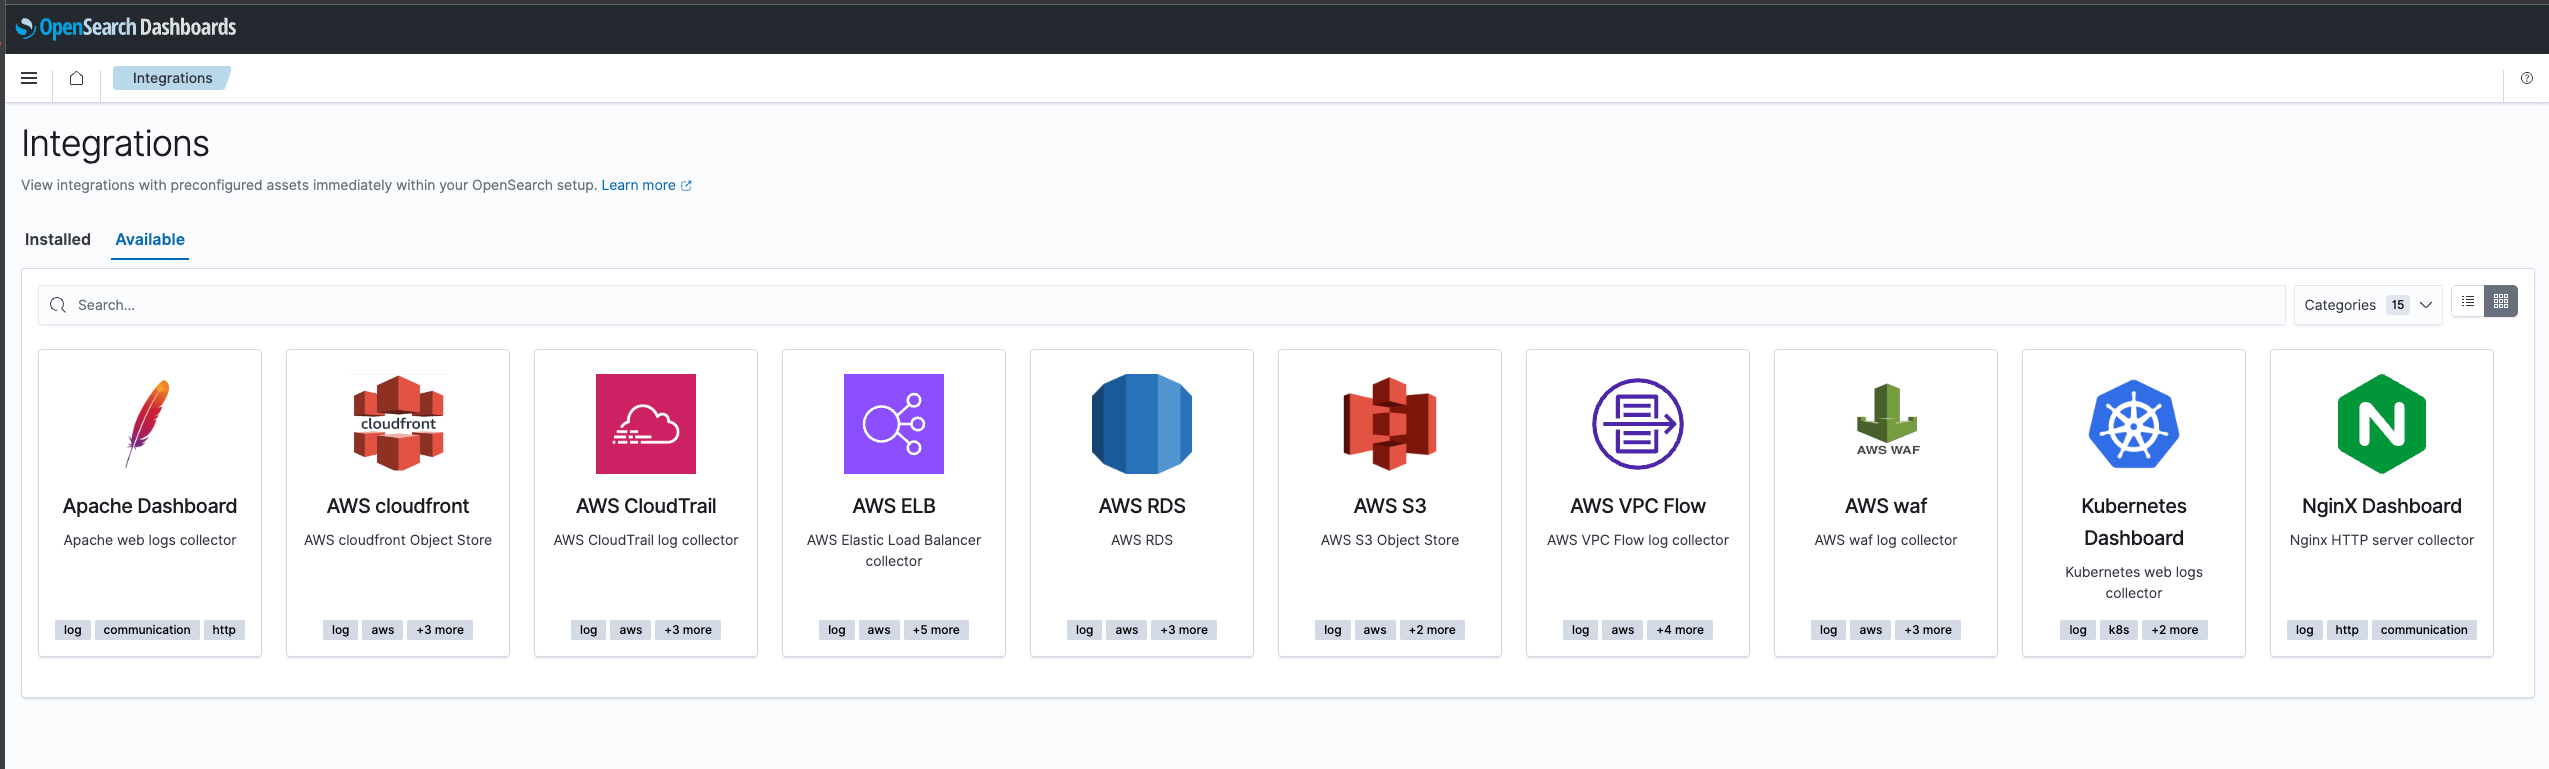 OpenSearch Dashboards
Integrations
Integrations
View integrations with preconfigured assets immediately within your OpenSearch setup. Learn more
Installed Available
Search...
Categories 15
cloudfront
AWS WAF
N
Apache Dashboard
Apache web logs collector
log communication http
AWS cloudfront
AWS cloudfront Object Store
log aws +3 more
AWS CloudTrail
AWS CloudTrail log collector
log aws +3 more
AWS ELB
AWS Elastic Load Balancer
collector
log aws +5 more
AWS RDS
AWS RDS
log aws +3 more
AWS S3
AWS S3 Object Store
log aws +2 more
AWS VPC Flow
AWS VPC Flow log collector
log aws +4 more
AWS waf
AWS waf log collector
log aws +3 more
Kubernetes
Dashboard
Kubernetes web logs
collector
log k8s +2 more
NginX Dashboard
Nginx HTTP server collector
log http communication